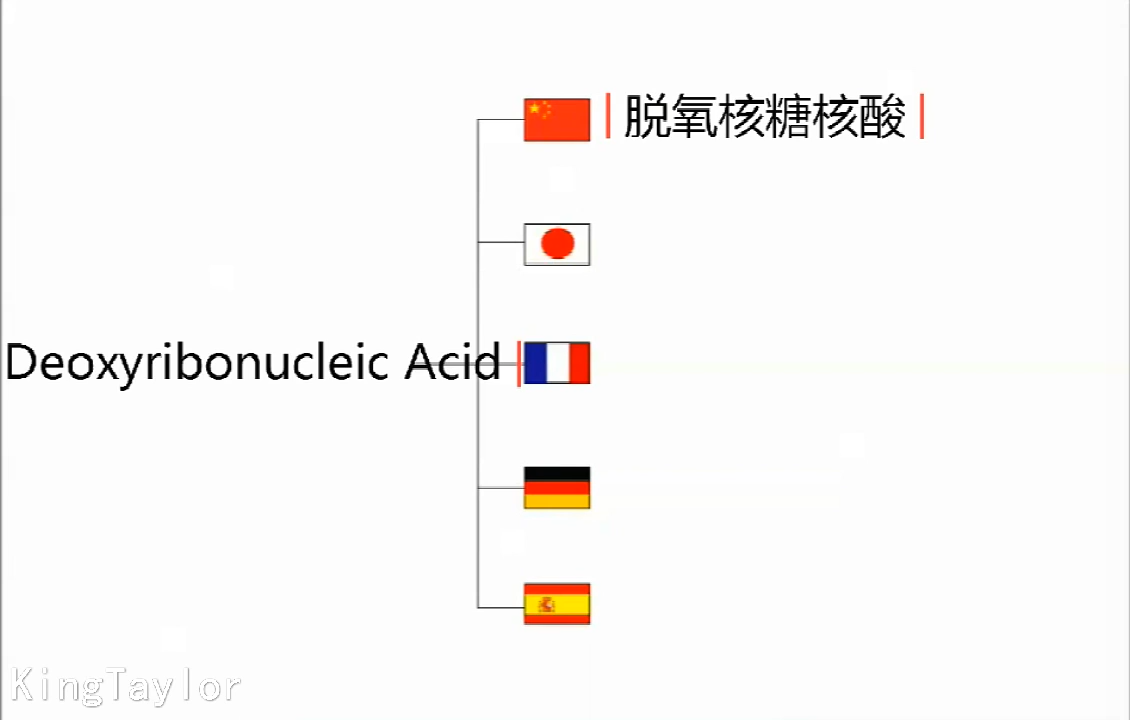 脱氧核糖核酸
Deoxyribonucleic Acid
KingTaylor